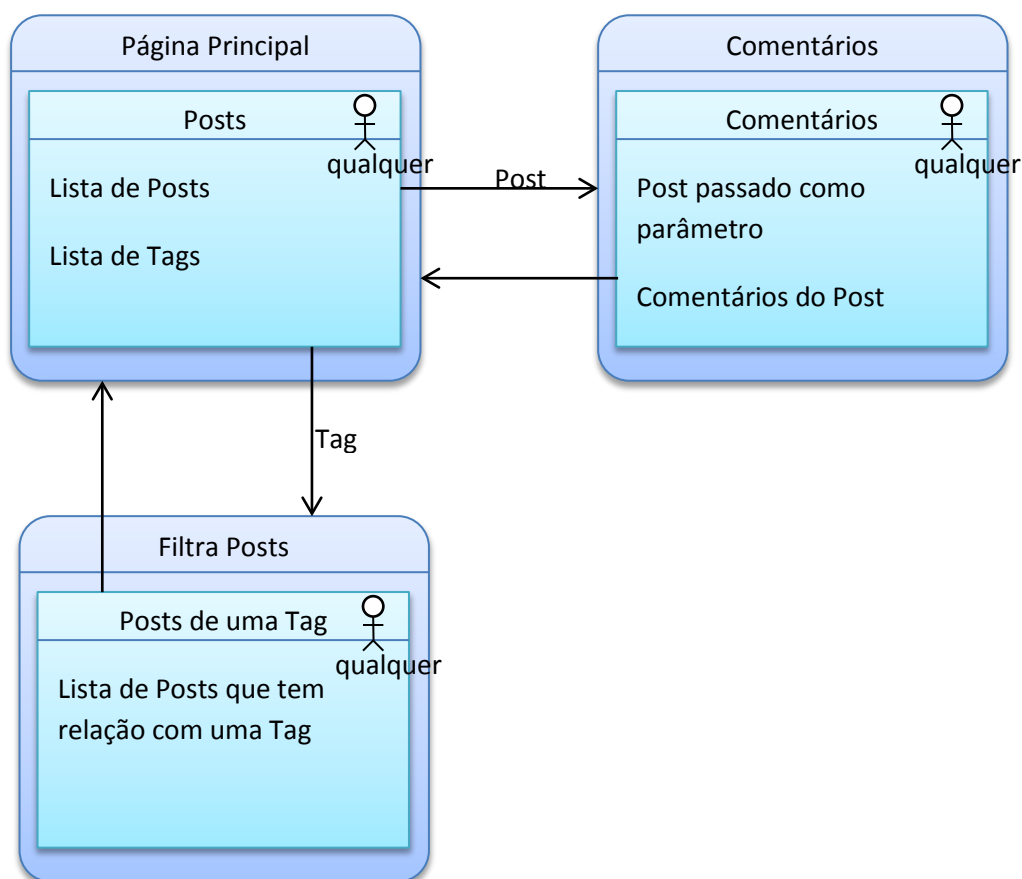 Página Principal
Posts
qualquer
Lista de Posts
Lista de Tags
Post
Comentários
Comentários
qualquer
Post passado como
parâmetro
Comentários do Post
Tag
Filtra Posts
Posts de uma Tag
qualquer
Lista de Posts que tem
relação com uma Tag